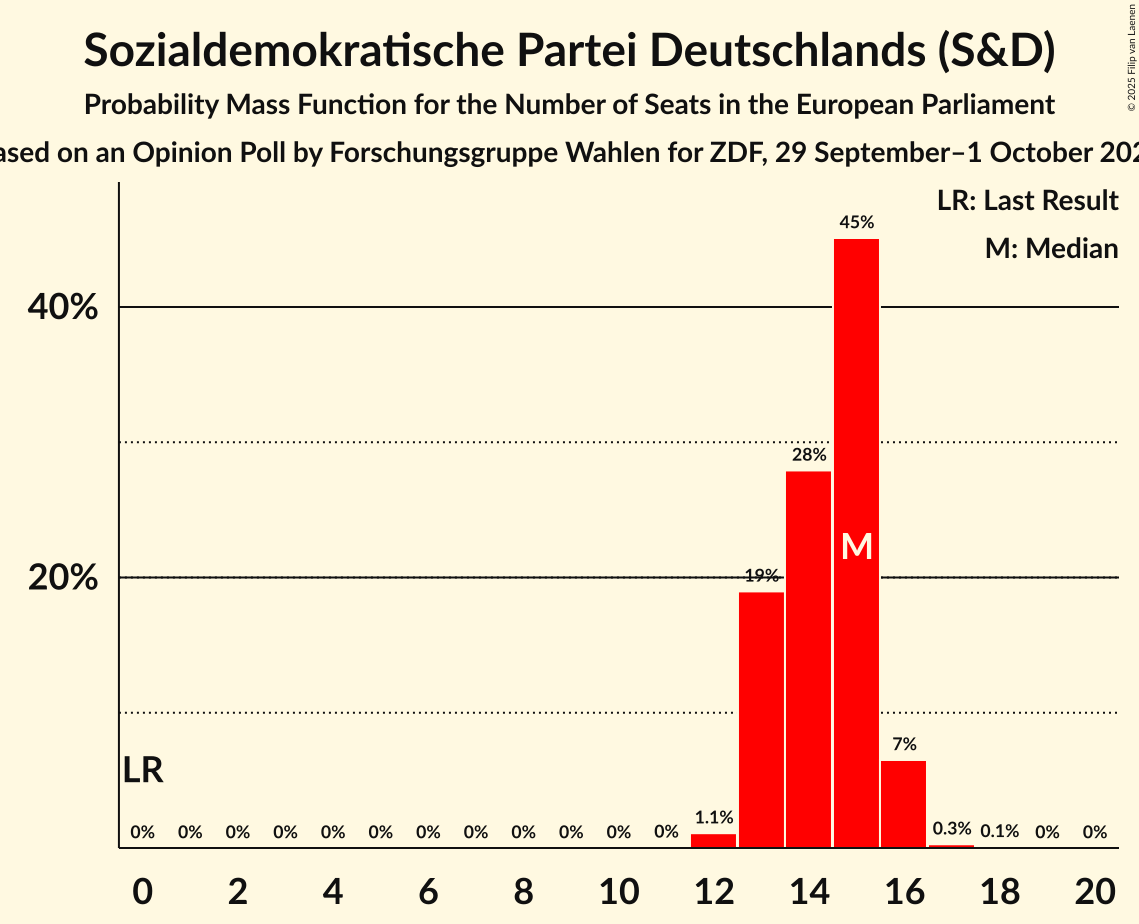 Sozialdemokratische Partei Deutschlands (S&D)
Probability Mass Function for the Number of Seats in the European Parliament
ased on an Opinion Poll by Forschungsgruppe Wahlen for ZDF, 29 September–1 October 202
© 2025 Filip van Laenen
LR: Last Result
M: Median
45%
40%
28%
M
20%
19%
7%
LR
0% 0% 0% 0% 0% 0% 0% 0% 0% 0% 0% 0% 1.1% 0.3% 0.1% 0% 0%
0 2 4 6 8 10 12 14 16 18 20